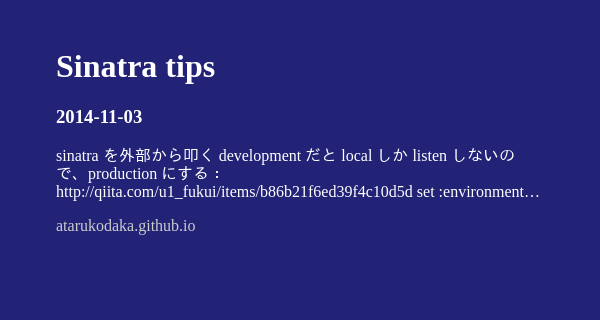 Sinatra tips
2014-11-03
sinatra を外部から叩く development だと local しか listen しないの
で、production にする：
http://qiita.com/u1_fukui/items/b86b21f6ed39f4c10d5d set :environment…
atarukodaka.github.io